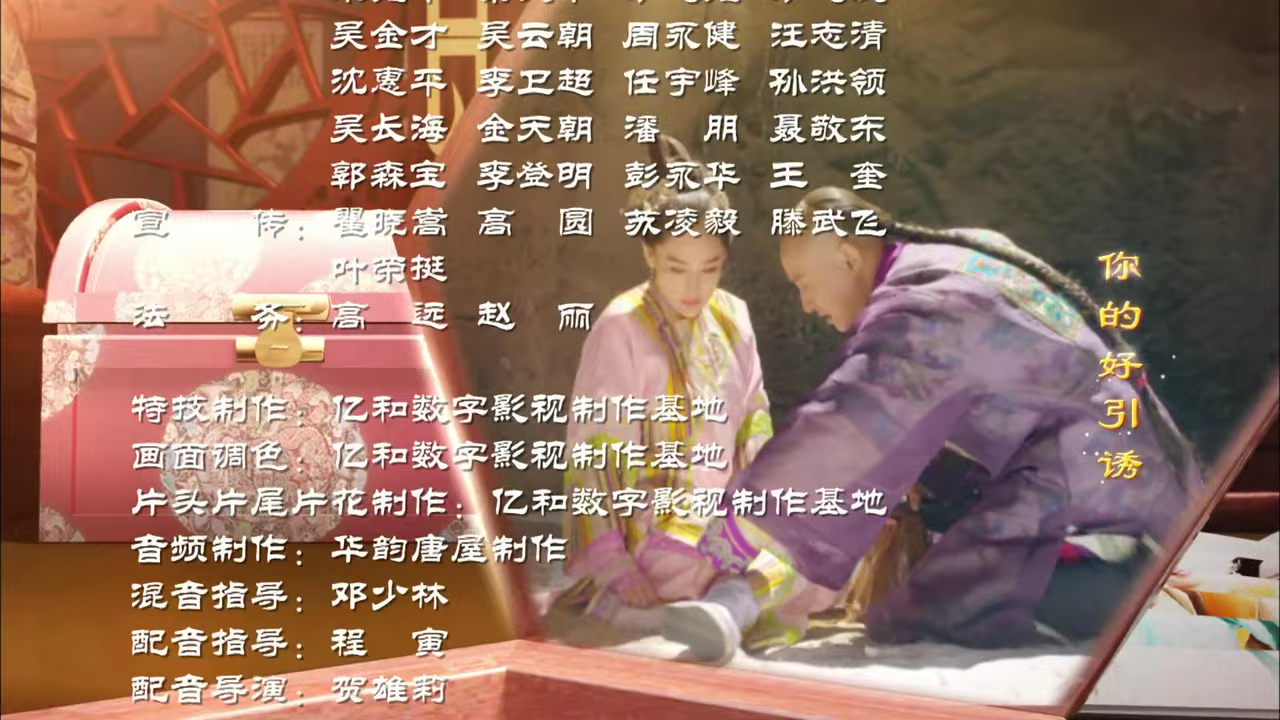 吴金才 吴云朝 周永健 汪志清
沈惠平 李卫超 任宇峰 孙洪领
吴长海 金天朝 潘朋 聂敬东
郭森宝 李登明 彭永华 王奎
宣传：翟晓嵩 高园 苏凌毅 滕武飞
叶荣挺
法务：高远 赵丽
特技制作：亿和数字影视制作基地
画面调色：亿和数字影视制作基地
片头片尾片花制作：亿和数字影视制作基地
音频制作：华韵唐屋制作
混音指导：邓少林
配音指导：程寅
配音导演：贺雄莉
你的好引诱